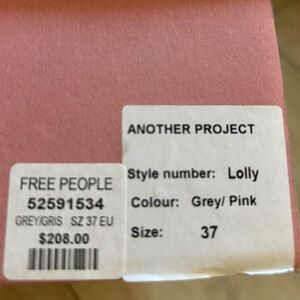 ANOTHER PROJECT
Style number: Lolly
Colour: Grey/ Pink
Size: 37
FREE PEOPLE
52591534
GREY/GRIS SZ 37 EU
$208.00